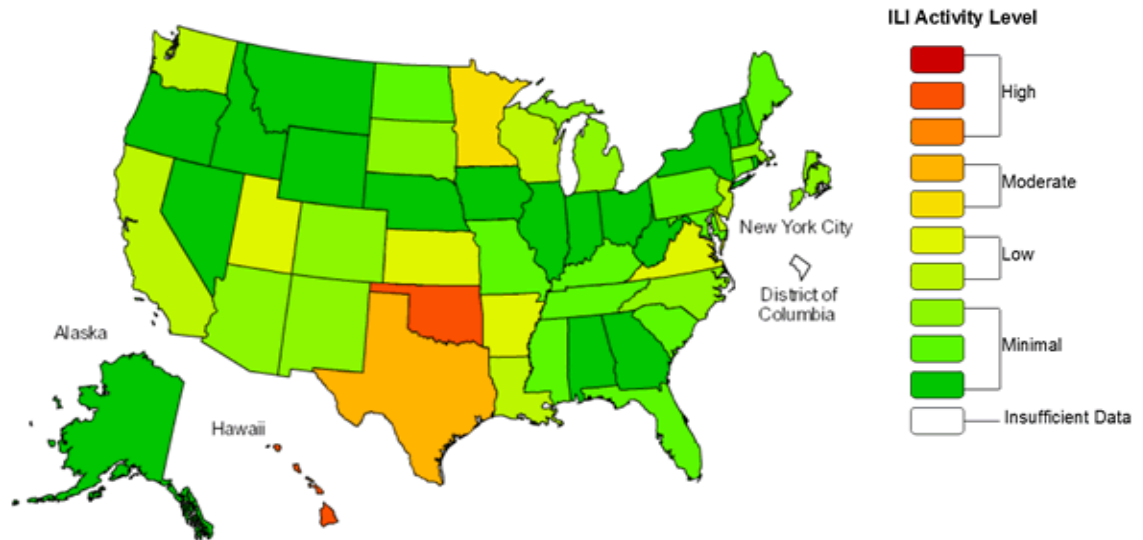 ILI Activity Level
High
Moderate
Low
Minimal
Insufficient Data
New York City
District of
Columbia
Alaska
Hawaii